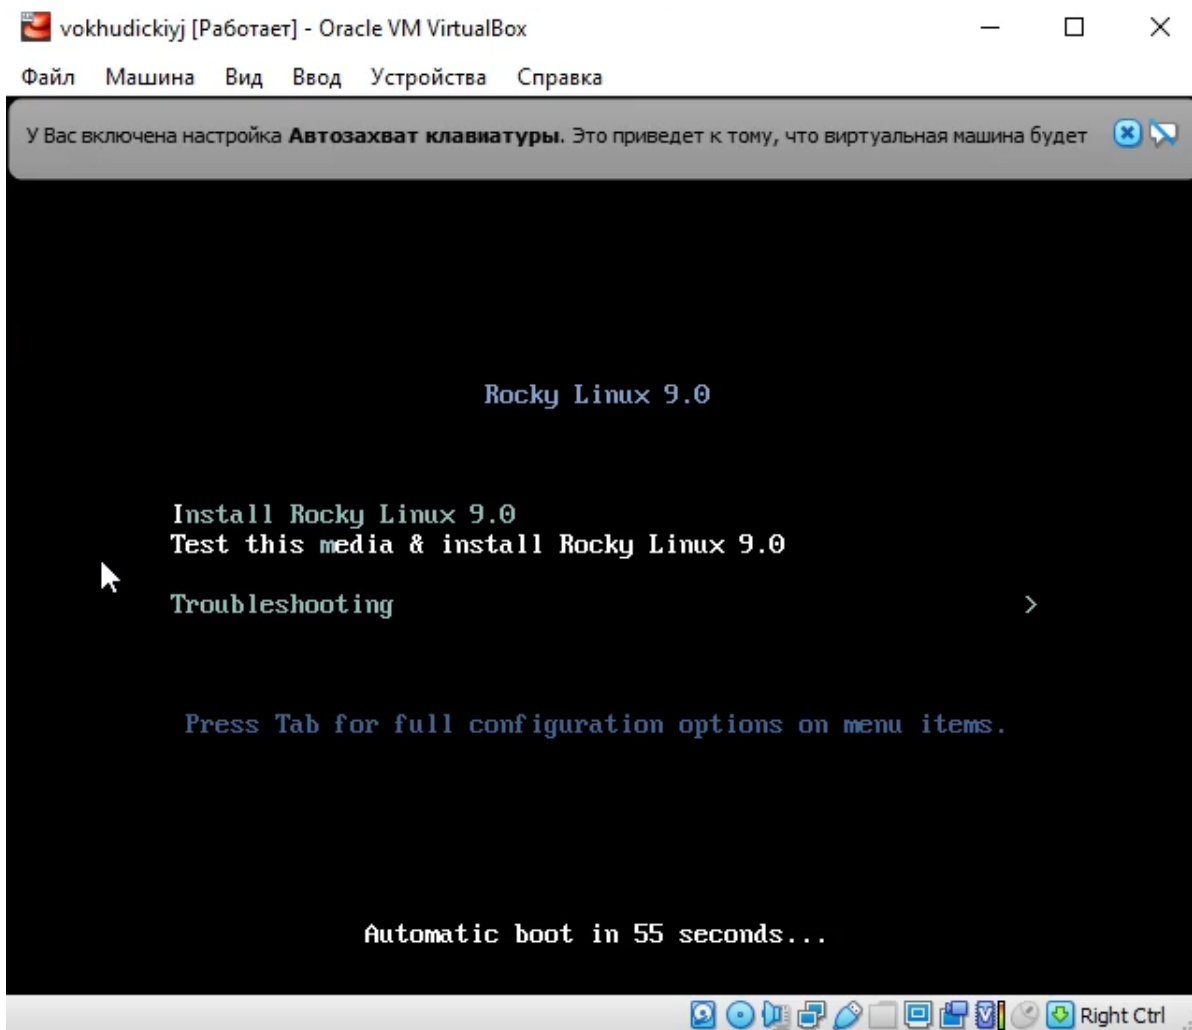 vokhudickiyj [Работает] - Oracle VM VirtualBox
Файл Машина Вид Ввод Устройства Справка
У Вас включена настройка Автозахват клавиатуры. Это приведет к тому, что виртуальная машина будет
Rocky Linux 9.0
Install Rocky Linux 9.0
Test this media & install Rocky Linux 9.0
Troubleshooting >
Press Tab for full configuration options on menu items.
Automatic boot in 55 seconds...
Right Ctrl